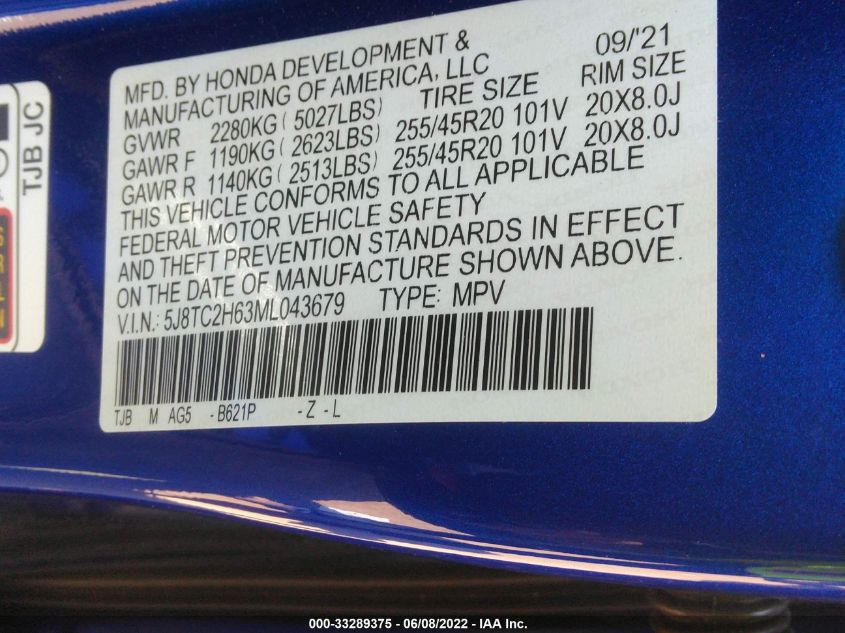 MFD. BY HONDA DEVELOPMENT & 09/'21
MANUFACTURING OF AMERICA, LLC
TIRE SIZE RIM SIZE
GVWR 2280KG ( 5027LBS)
GAWR F 1190KG ( 2623LBS) 255/45R20 101V 20X8.0J
GAWR R 1140KG ( 2513LBS) 255/45R20 101V 20X8.0J
THIS VEHICLE CONFORMS TO ALL APPLICABLE
FEDERAL MOTOR VEHICLE SAFETY
AND THEFT PREVENTION STANDARDS IN EFFECT
ON THE DATE OF MANUFACTURE SHOWN ABOVE.
V.I.N.: 5J8TC2H63ML043679 TYPE: MPV
TJB M AG5 - B621P - Z - L
TJB JC
000-33289375 - 06/08/2022 - IAA Inc.